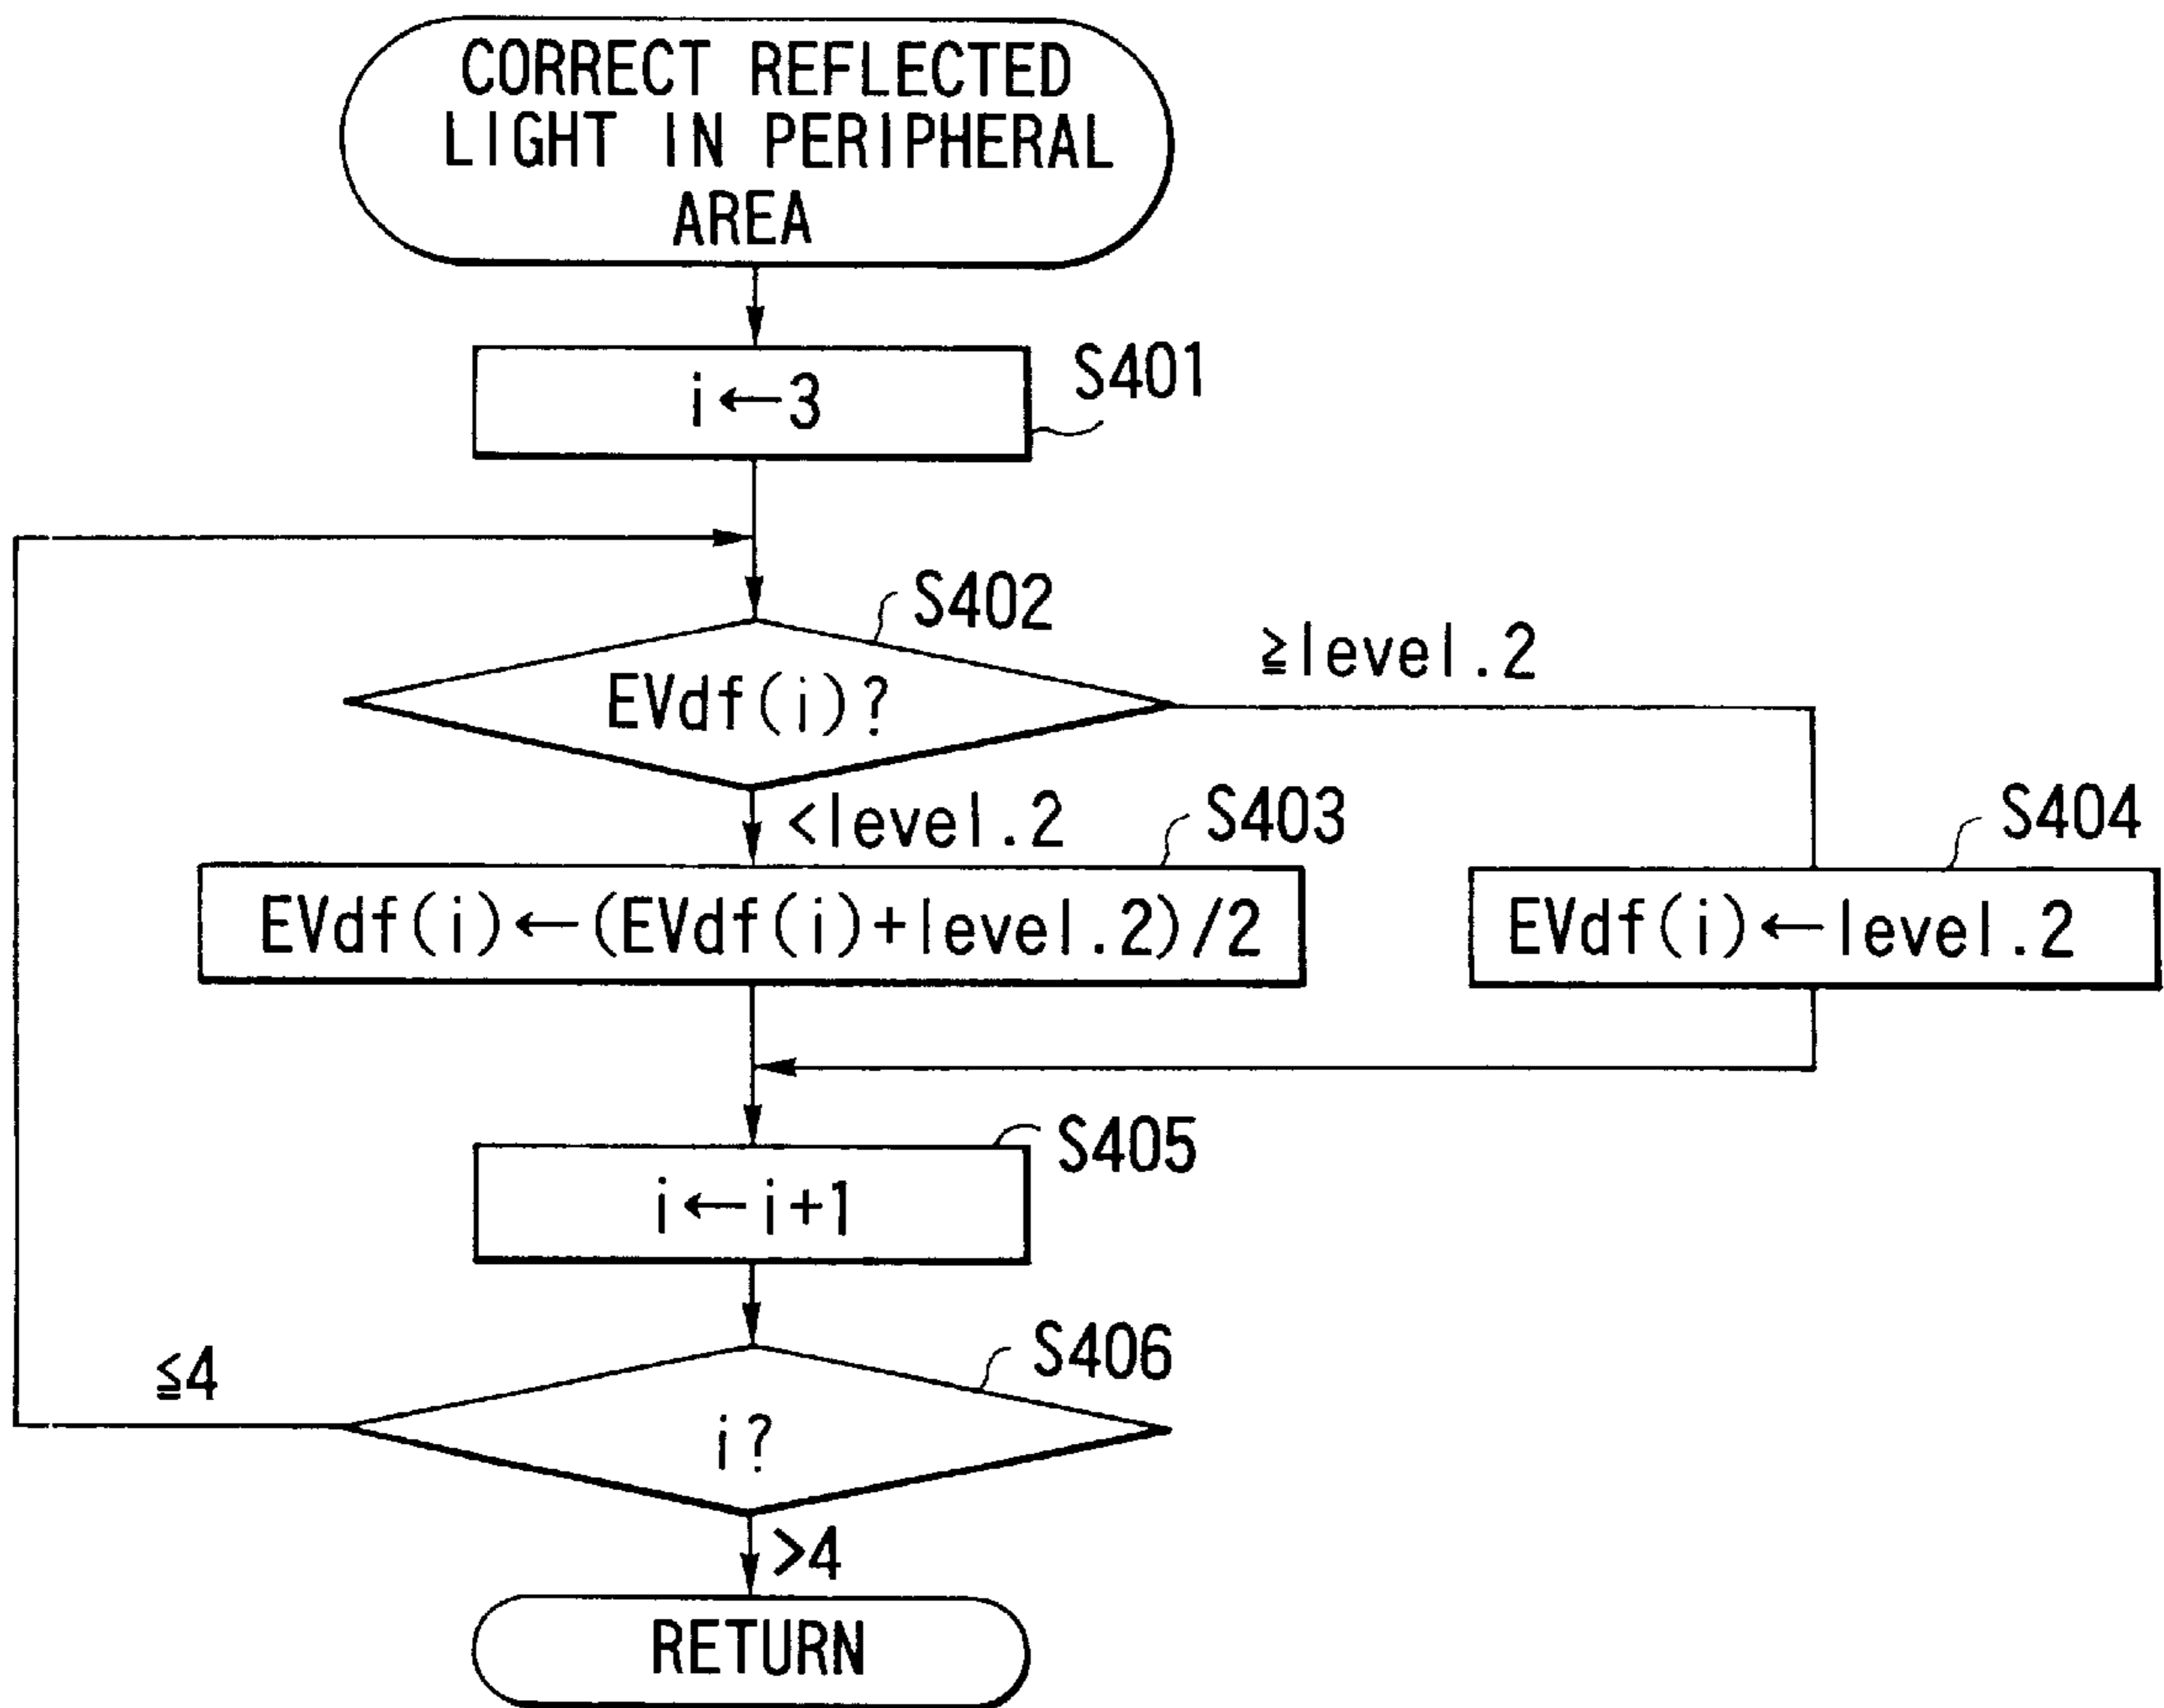 CORRECT REFLECTED
LIGHT IN PERIPHERAL
AREA
i←3
S401
S402
EVdf(i)?
≧level.2
<level.2
S403
EVdf(i)←(EVdf(i)+level.2)/2
S404
EVdf(i)←level.2
S405
i←i+1
S406
i?
≦4
>4
RETURN